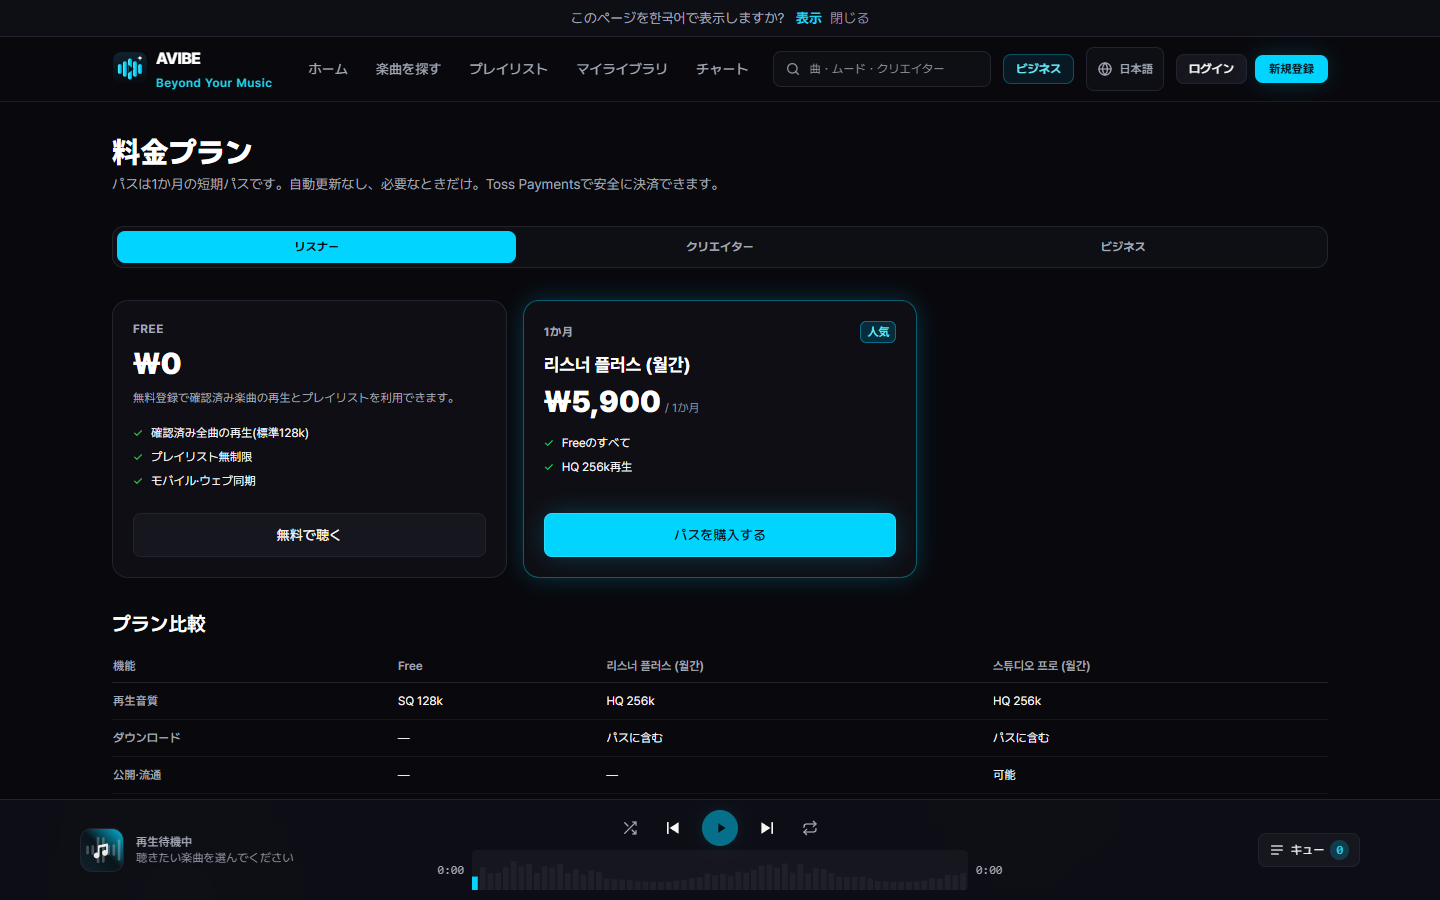 このページを한국어で表示しますか? 表示 閉じる
AVIBE
Beyond Your Music
ホーム 楽曲を探す プレイリスト マイライブラリ チャート 曲・ムード・クリエイター ビジネス 日本語 ログイン 新規登録
料金プラン
パスは1か月の短期パスです。自動更新なし、必要なときだけ。Toss Paymentsで安全に決済できます。
リスナー クリエイター ビジネス
FREE
₩0
無料登録で確認済み楽曲の再生とプレイリストを利用できます。
確認済み全曲の再生(標準128k)
プレイリスト無制限
モバイル·ウェブ同期
無料で聴く
1か月 人気
리스너 플러스 (월간)
₩5,900 / 1か月
Freeのすべて
HQ 256k再生
パスを購入する
プラン比較
機能 Free 리스너 플러스 (월간) 스튜디오 프로 (월간)
再生音質 SQ 128k HQ 256k HQ 256k
ダウンロード — パスに含む パスに含む
公開·流通 — — 可能
再生待機中
聴きたい楽曲を選んでください
0:00 0:00
キュー 0